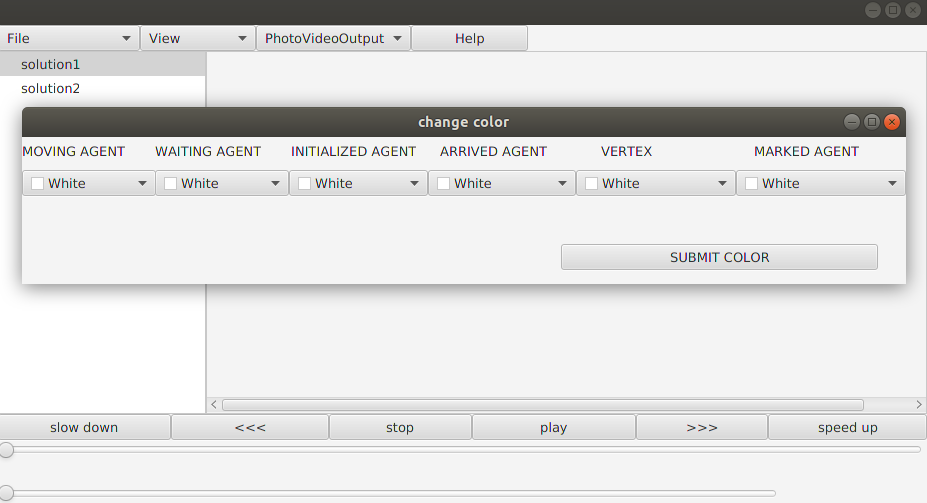 File View PhotoVideoOutput Help
solution1
solution2
change color
MOVING AGENT WAITING AGENT INITIALIZED AGENT ARRIVED AGENT VERTEX MARKED AGENT
White White White White White White
SUBMIT COLOR
slow down <<< stop play >>> speed up